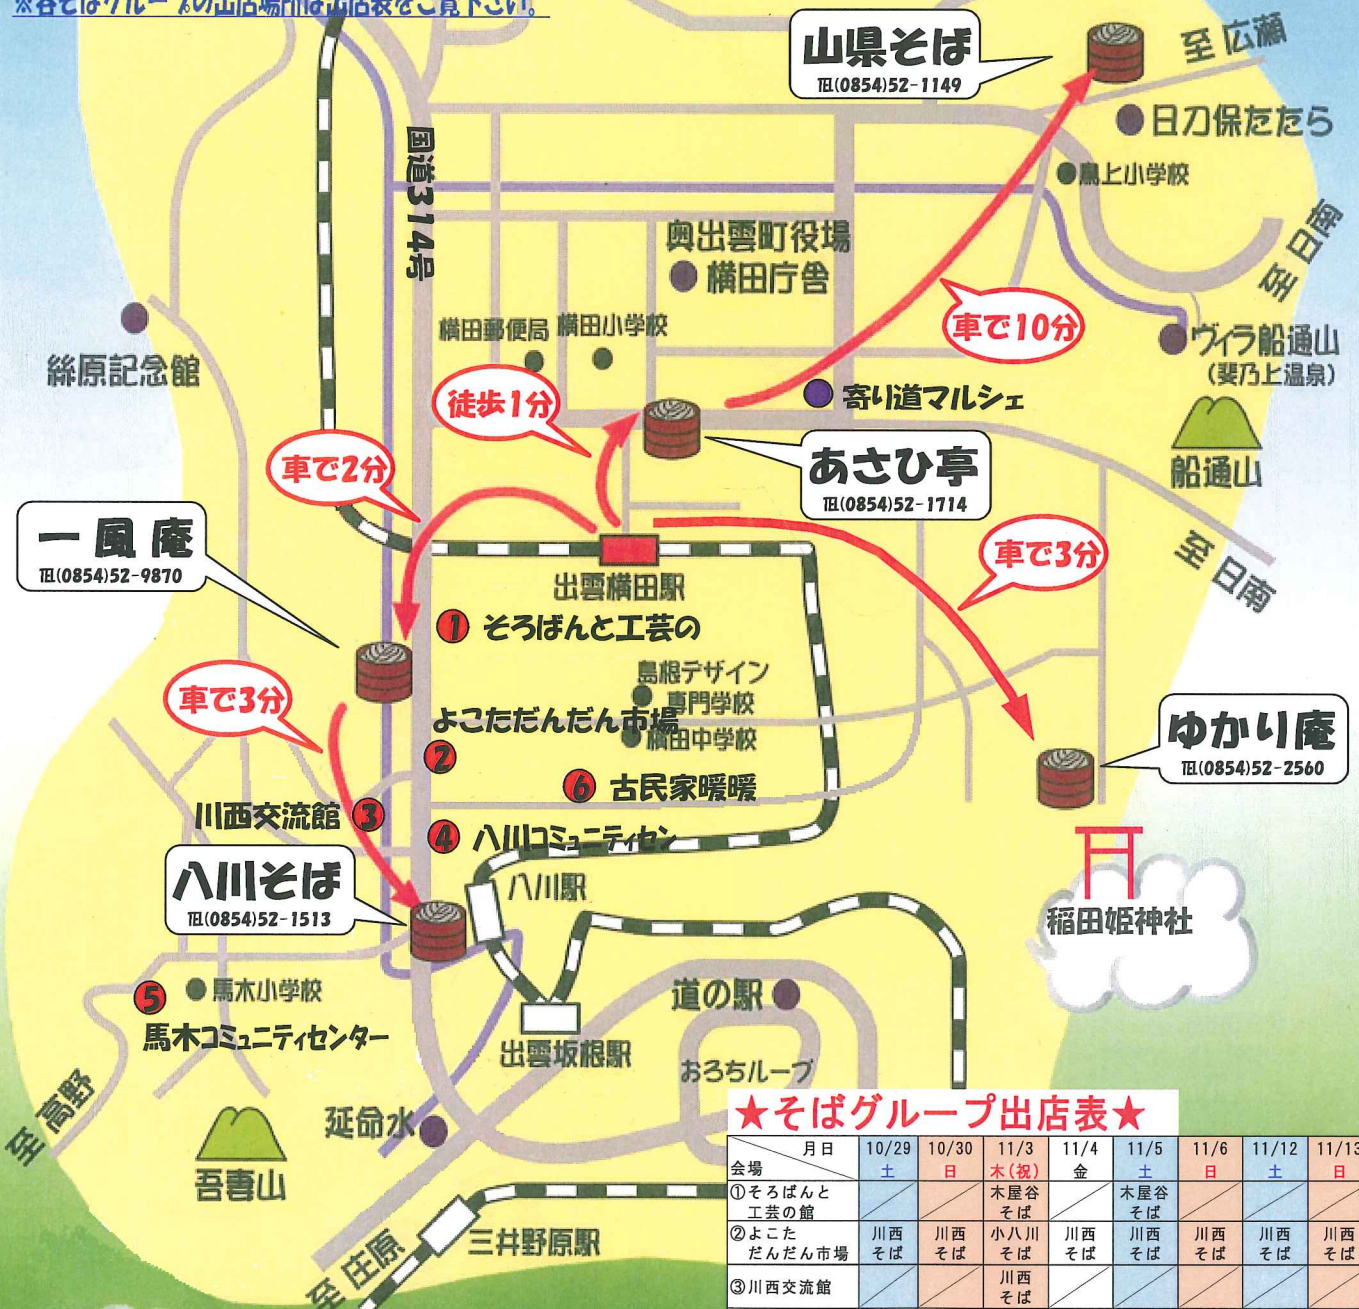 ※各そばグループの出店場所は出店表をご覧下さい。
山県そば
TEL(0854)52-1149
至 広瀬
日刀保たたら
鳥上小学校
国道314号
奥出雲町役場
横田庁舎
至 日南
車で10分
ヴィラ船通山
(斐乃上温泉)
絲原記念館
横田郵便局
横田小学校
徒歩1分
寄り道マルシェ
船通山
車で2分
あさひ亭
TEL(0854)52-1714
一風庵
TEL(0854)52-9870
車で3分
至 日南
出雲横田駅
① そろばんと工芸の
島根デザイン
専門学校
車で3分
よこただんだん市場
②
横田中学校
ゆかり庵
TEL(0854)52-2560
⑥ 古民家暖暖
川西交流館 ③
④ 八川コミュニティセン
八川そば
TEL(0854)52-1513
八川駅
稲田姫神社
⑤
馬木小学校
馬木コミュニティセンター
道の駅
出雲坂根駅
おろちループ
至 高野
延命水
吾妻山
三井野原駅
至 庄原
★そばグループ出店表★
月日 10/29 10/30 11/3 11/4 11/5 11/6 11/12 11/13
会場 土 日 木(祝) 金 土 日 土 日
①そろばんと 木屋谷 木屋谷
工芸の館 そば そば
②よこた 川西 川西 小八川 川西 川西 川西 川西 川西
だんだん市場 そば そば そば そば そば そば そば そば
③川西交流館 川西
そば